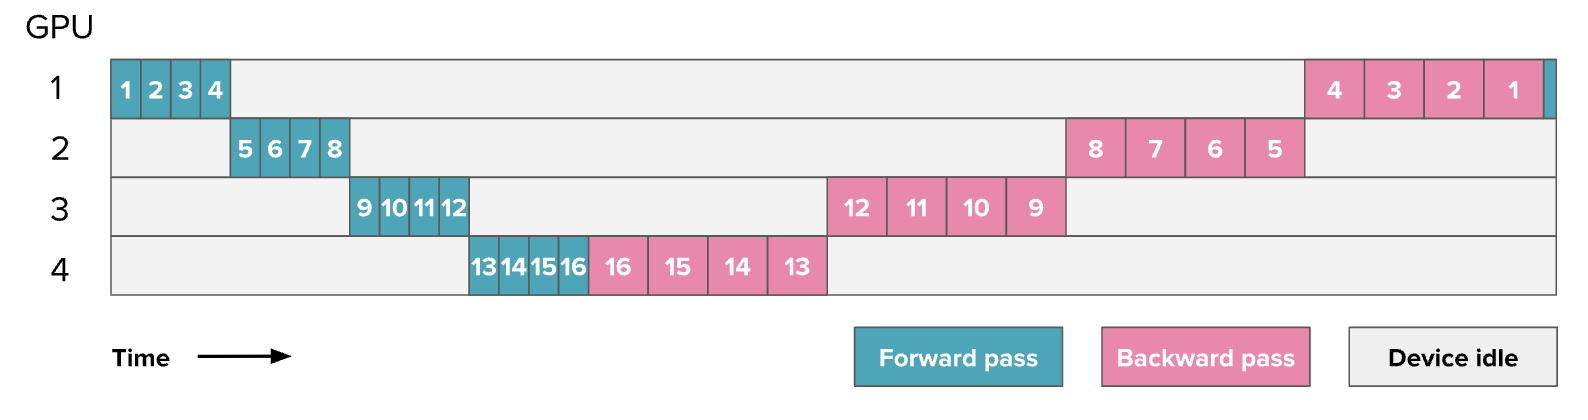 GPU
1 1 2 3 4 4 3 2 1
2 5 6 7 8 8 7 6 5
3 9 10 11 12 12 11 10 9
4 13 14 15 16 16 15 14 13
Time Forward pass Backward pass Device idle